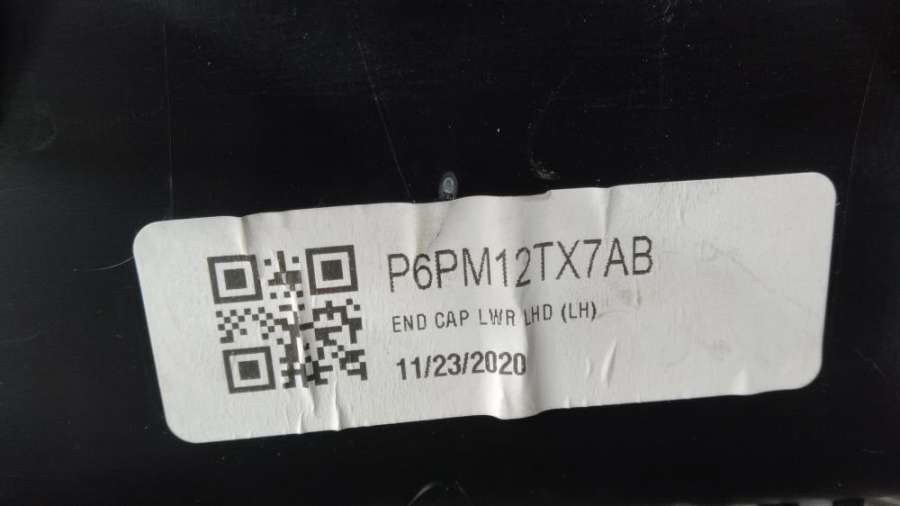 P6PM12TX7AB
END CAP LWR LHD (LH)
11/23/2020